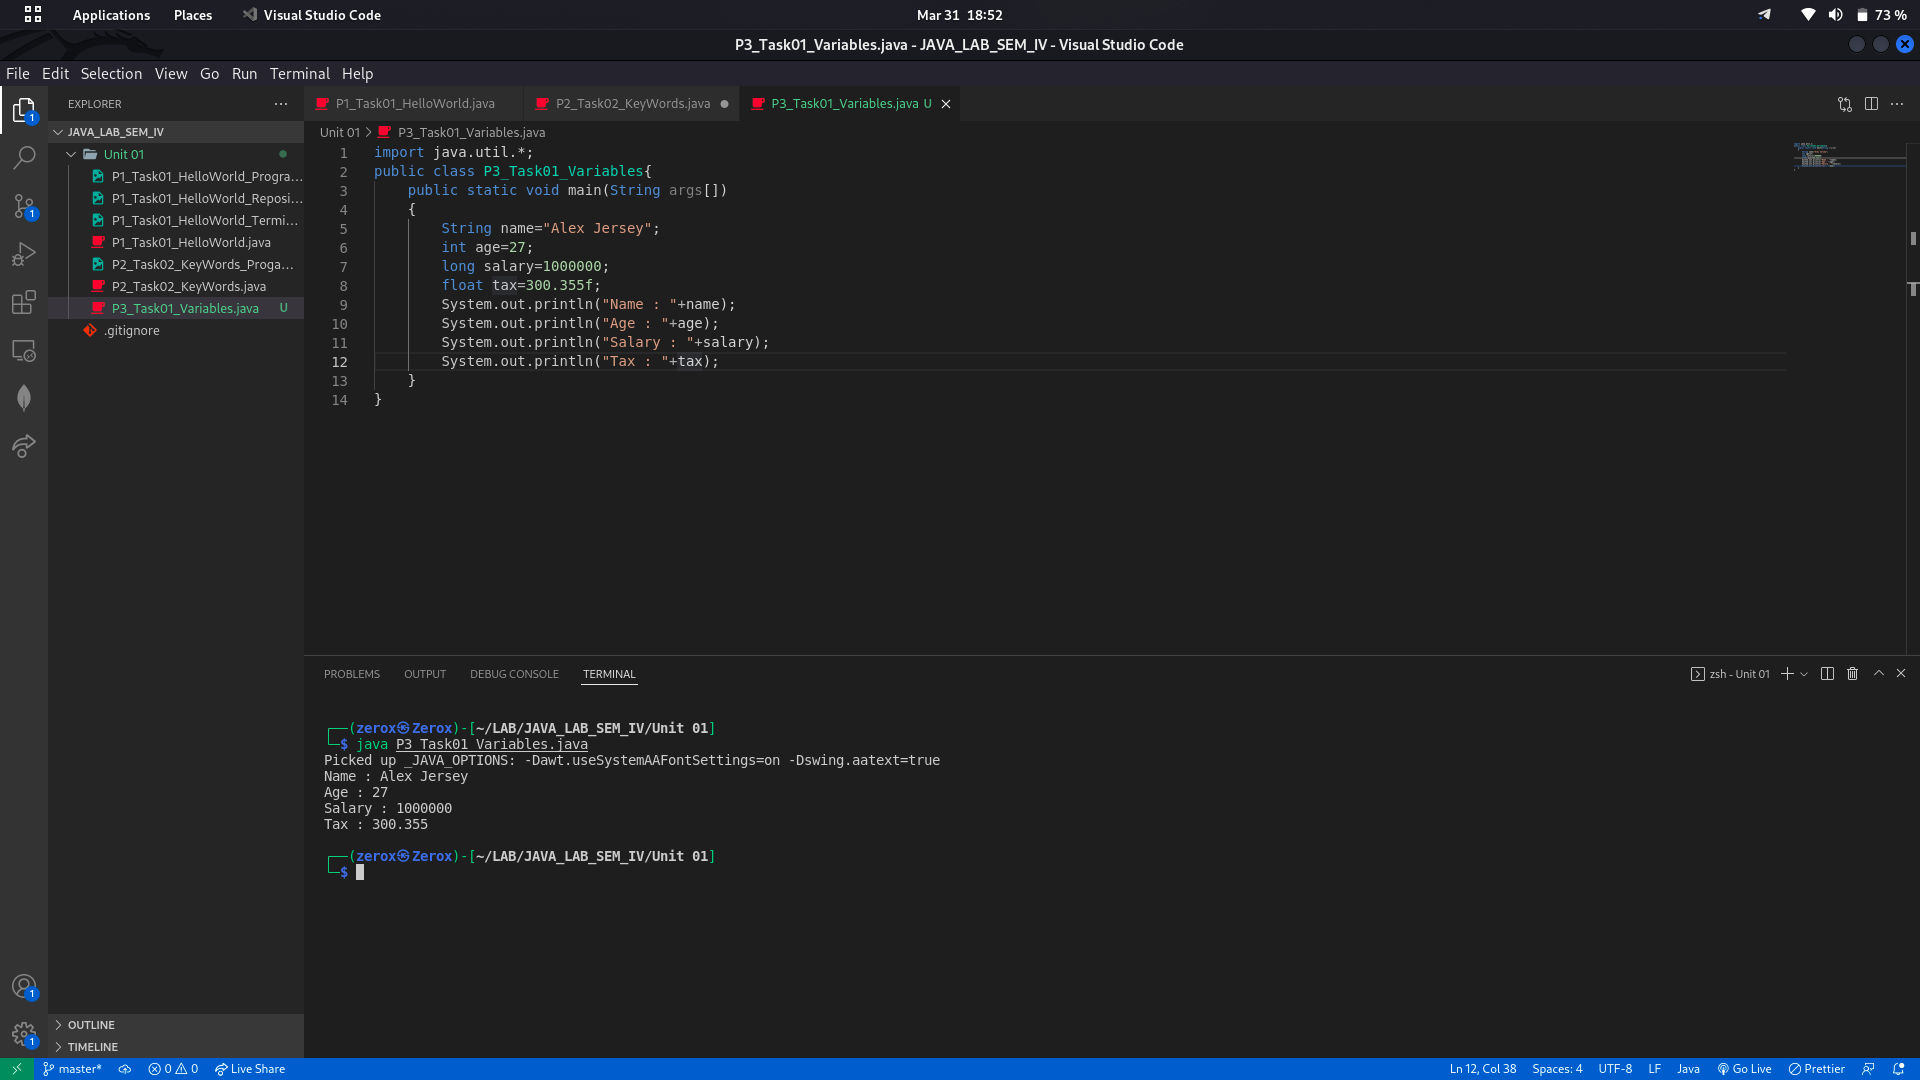 Applications Places Visual Studio Code Mar 31 18:52 73 %
P3_Task01_Variables.java - JAVA_LAB_SEM_IV - Visual Studio Code
File Edit Selection View Go Run Terminal Help
EXPLORER
JAVA_LAB_SEM_IV
Unit 01
P1_Task01_HelloWorld_Progra...
P1_Task01_HelloWorld_Reposi...
P1_Task01_HelloWorld_Termi...
P1_Task01_HelloWorld.java
P2_Task02_KeyWords_Proga...
P2_Task02_KeyWords.java
P3_Task01_Variables.java U
.gitignore
OUTLINE
TIMELINE
1
1
1
1
P1_Task01_HelloWorld.java P2_Task02_KeyWords.java P3_Task01_Variables.java U
Unit 01 > P3_Task01_Variables.java
1 import java.util.*;
2 public class P3_Task01_Variables{
3 public static void main(String args[])
4 {
5 String name="Alex Jersey";
6 int age=27;
7 long salary=1000000;
8 float tax=300.355f;
9 System.out.println("Name : "+name);
10 System.out.println("Age : "+age);
11 System.out.println("Salary : "+salary);
12 System.out.println("Tax : "+tax);
13 }
14 }
PROBLEMS OUTPUT DEBUG CONSOLE TERMINAL zsh - Unit 01
┌──(zerox㉿Zerox)-[~/LAB/JAVA_LAB_SEM_IV/Unit 01]
└─$ java P3_Task01_Variables.java
Picked up _JAVA_OPTIONS: -Dawt.useSystemAAFontSettings=on -Dswing.aatext=true
Name : Alex Jersey
Age : 27
Salary : 1000000
Tax : 300.355
┌──(zerox㉿Zerox)-[~/LAB/JAVA_LAB_SEM_IV/Unit 01]
└─$
master* 0 0 Live Share Ln 12, Col 38 Spaces: 4 UTF-8 LF Java Go Live Prettier